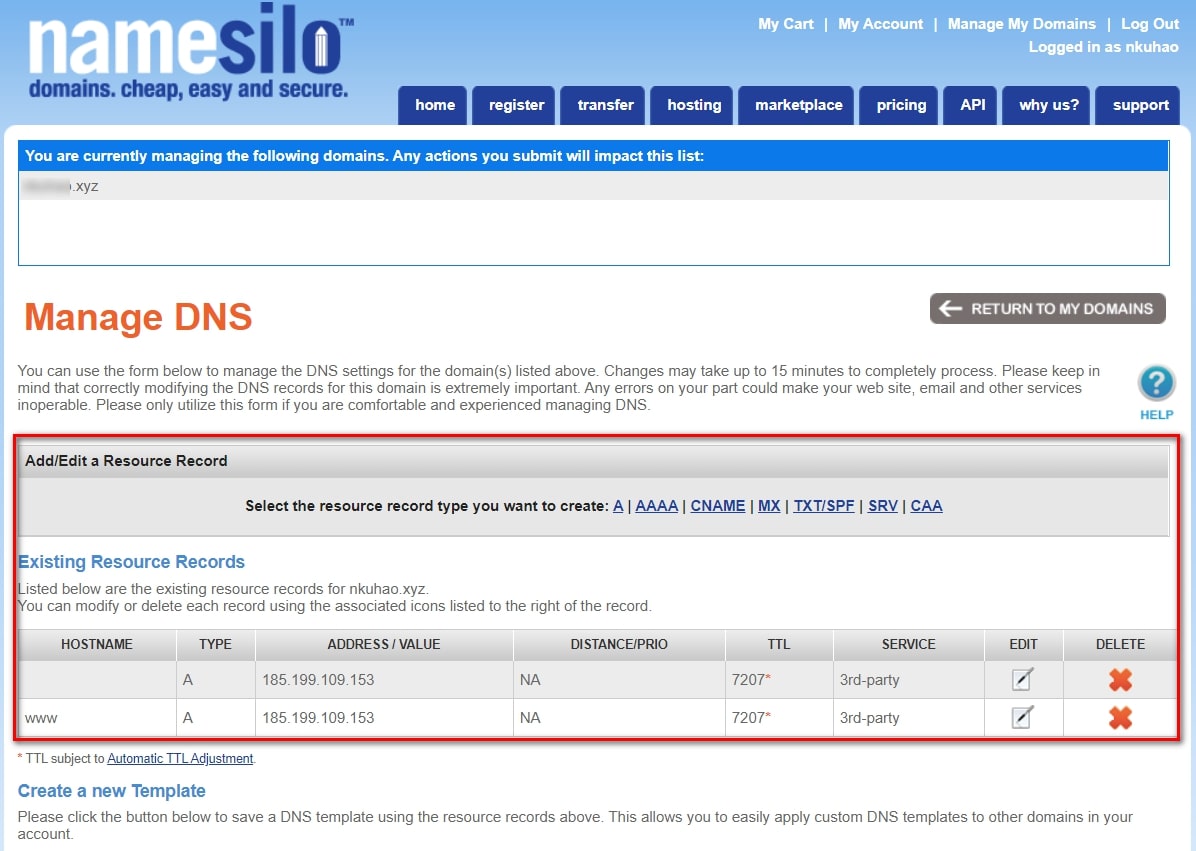 namesilo™
domains. cheap, easy and secure.
My Cart | My Account | Manage My Domains | Log Out
Logged in as nkuhao
home register transfer hosting marketplace pricing API why us? support
You are currently managing the following domains. Any actions you submit will impact this list:
.xyz
Manage DNS
RETURN TO MY DOMAINS
You can use the form below to manage the DNS settings for the domain(s) listed above. Changes may take up to 15 minutes to completely process. Please keep in
mind that correctly modifying the DNS records for this domain is extremely important. Any errors on your part could make your web site, email and other services
inoperable. Please only utilize this form if you are comfortable and experienced managing DNS.
?
HELP
Add/Edit a Resource Record
Select the resource record type you want to create: A | AAAA | CNAME | MX | TXT/SPF | SRV | CAA
Existing Resource Records
Listed below are the existing resource records for nkuhao.xyz.
You can modify or delete each record using the associated icons listed to the right of the record.
HOSTNAME TYPE ADDRESS / VALUE DISTANCE/PRIO TTL SERVICE EDIT DELETE
A 185.199.109.153 NA 7207* 3rd-party
www A 185.199.109.153 NA 7207* 3rd-party
* TTL subject to Automatic TTL Adjustment.
Create a new Template
Please click the button below to save a DNS template using the resource records above. This allows you to easily apply custom DNS templates to other domains in your
account.